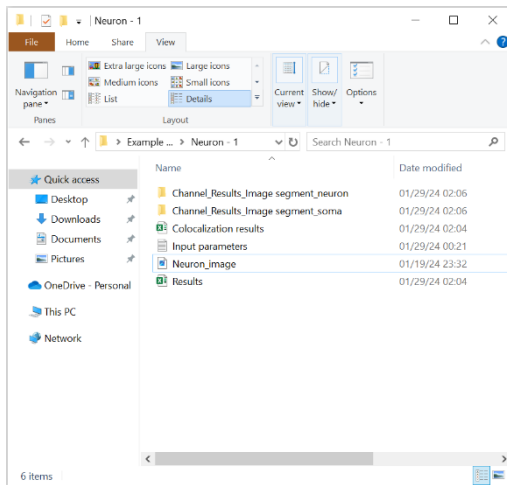 Neuron - 1
File Home Share View
Extra large icons Large icons
Medium icons Small icons
List Details
Navigation pane
Current view
Show/ hide
Options
Panes Layout
Example ... Neuron - 1 Search Neuron - 1
Name Date modified
Quick access
Desktop
Downloads
Documents
Pictures
OneDrive - Personal
This PC
Network
Channel_Results_Image segment_neuron 01/29/24 02:06
Channel_Results_Image segment_soma 01/29/24 02:06
Colocalization results 01/29/24 02:04
Input parameters 01/29/24 00:21
Neuron_image 01/19/24 23:32
Results 01/29/24 02:04
6 items